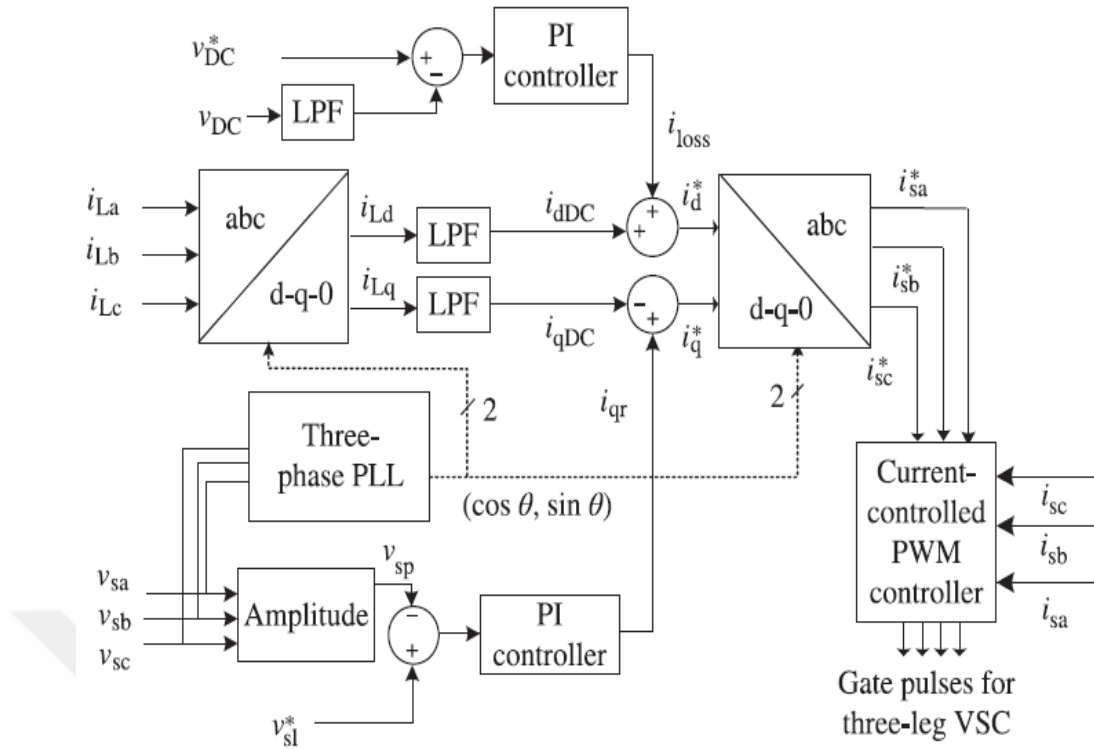 v*DC
+
−
PI
controller
vDC
LPF
iloss
iLa
iLb
iLc
abc
d-q-0
iLd
LPF
idDC
+
+
i*d
iLq
LPF
iqDC
-
+
i*q
abc
d-q-0
i*sa
i*sb
i*sc
2
2
iqr
Three-
phase PLL
(cos θ, sin θ)
Current-
controlled
PWM
controller
isc
isb
isa
vsa
vsb
vsc
Amplitude
vsp
−
+
PI
controller
v*sl
Gate pulses for
three-leg VSC